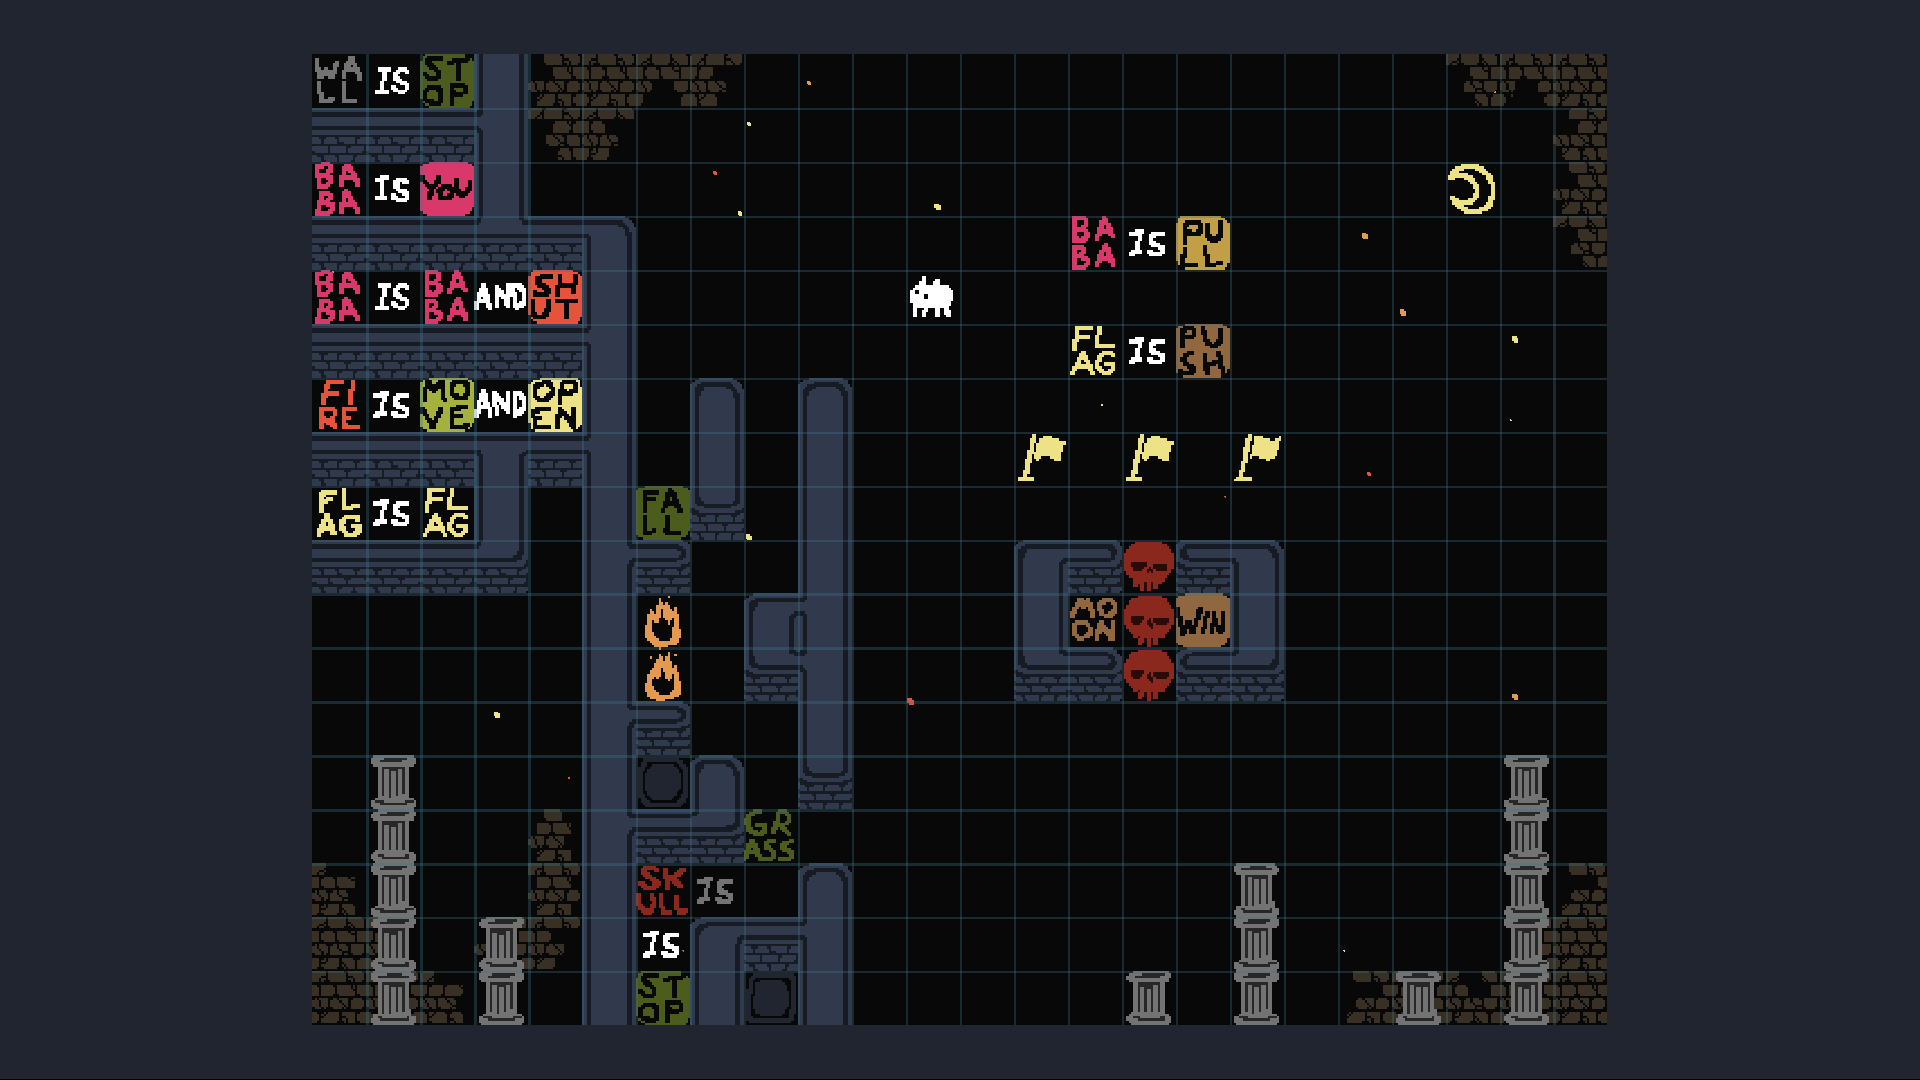 WALL IS STOP
BABA IS YOU
BABA IS PULL
BABA IS BABA AND SHUT
FLAG IS PUSH
FIRE IS MOVE AND OPEN
FLAG IS FLAG
FALL
MOON WIN
GRASS
SKULL IS
IS
STOP